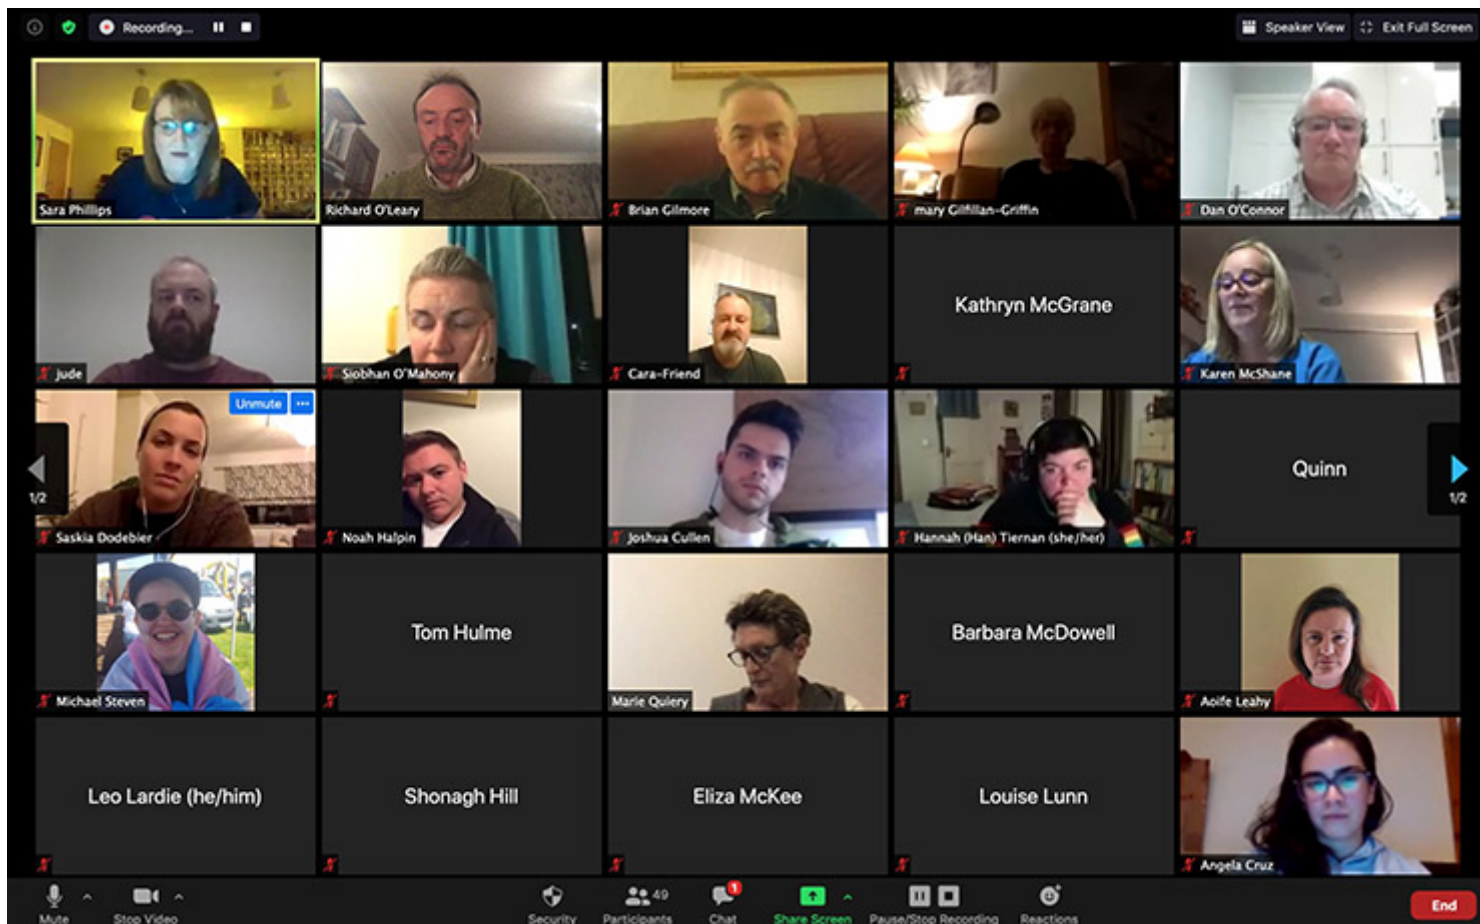 Recording...
Speaker View
Exit Full Screen
Sara Phillips
Richard O'Leary
Brian Gilmore
mary Gilfillan-Griffin
Dan O'Connor
jude
Siobhan O'Mahony
Cara-Friend
Kathryn McGrane
Karen McShane
Unmute
1/2
Saskia Dodebier
Noah Halpin
Joshua Cullen
Hannah (Han) Tiernan (she/her)
Quinn
1/2
Michael Steven
Tom Hulme
Marie Quiery
Barbara McDowell
Aoife Leahy
Leo Lardie (he/him)
Shonagh Hill
Eliza McKee
Louise Lunn
Angela Cruz
Mute
Stop Video
Security
49
Participants
1
Chat
Share Screen
Pause/Stop Recording
Reactions
End